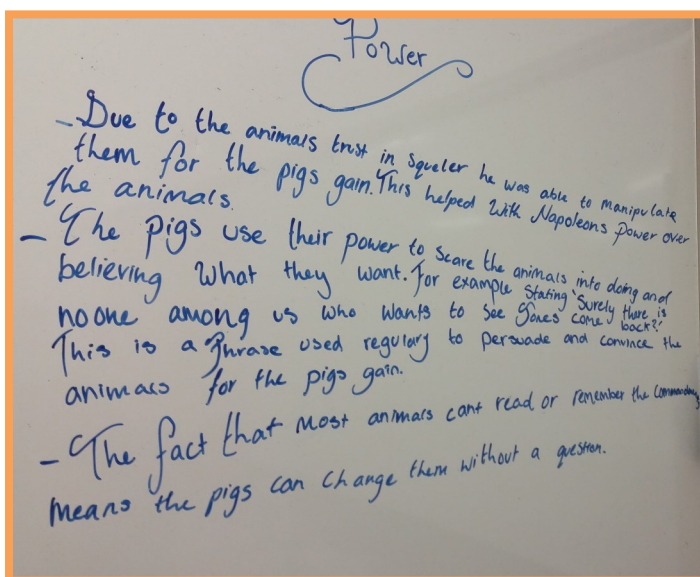 Power
- Due to the animals trust in squeler he was able to manipulate
them for the pigs gain. This helped with Napoleons power over
the animals.
- The pigs use their power to scare the animals into doing and
believing what they want. For example stating 'Surely there is
no one among us who wants to see Jones come back?'
This is a phrase used regulary to persuade and convince the
animals for the pigs gain.
- The fact that most animals cant read or remember the
means the pigs can change them without a question.